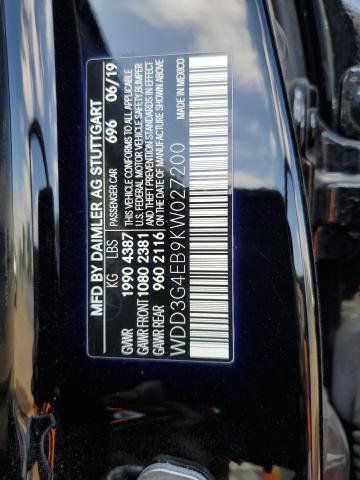 MFD BY DAIMLER AG STUTTGART
PASSENGER CAR 696 06/19
KG LBS
GVWR 1990 4387
GAWR FRONT 1080 2381
GAWR REAR 960 2116
THIS VEHICLE CONFORMS TO ALL APPLICABLE
U.S. FEDERAL MOTOR VEHICLE SAFETY, BUMPER
AND THEFT PREVENTION STANDARDS IN EFFECT
ON THE DATE OF MANUFACTURE SHOWN ABOVE
MADE IN MEXICO
WDD3G4EB9KW027200